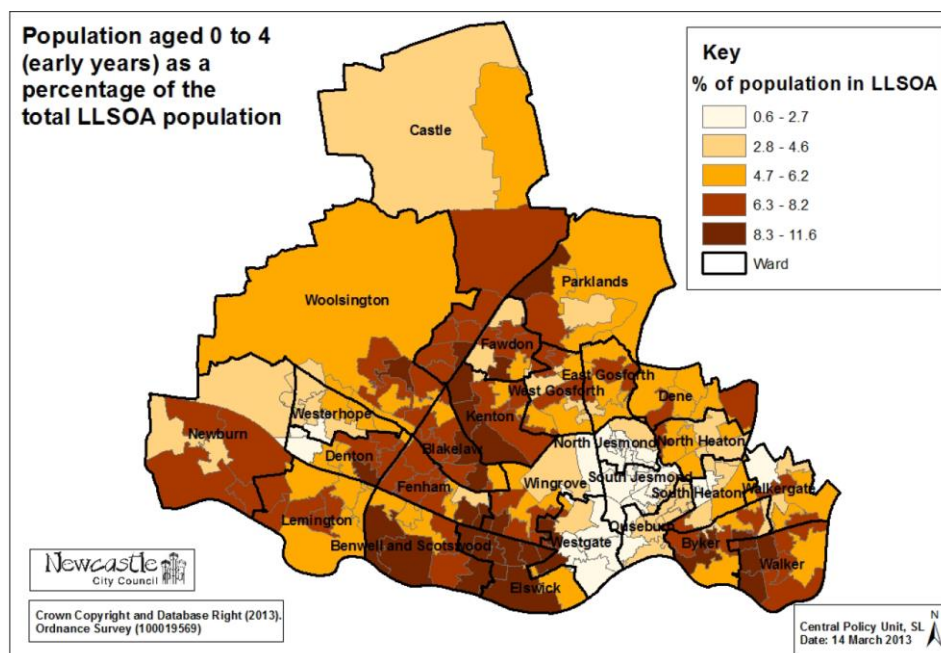 Population aged 0 to 4
(early years) as a
percentage of the
total LLSOA population
Key
% of population in LLSOA
0.6 - 2.7
2.8 - 4.6
4.7 - 6.2
6.3 - 8.2
8.3 - 11.6
Ward
Castle
Woolsington
Parklands
Fawdon
West Gosforth
East Gosforth
Dene
Newburn
Westerhope
Kenton
Denton
Blakelaw
North Jesmond
North Heaton
Fenham
Wingrove
South Jesmond
South Heaton
Walkergate
Lemington
Benwell and Scotswood
Westgate
Ouseburn
Byker
Walker
Elswick
Newcastle
City Council
Crown Copyright and Database Right (2013).
Ordnance Survey (100019569)
Central Policy Unit, SL
Date: 14 March 2013
N